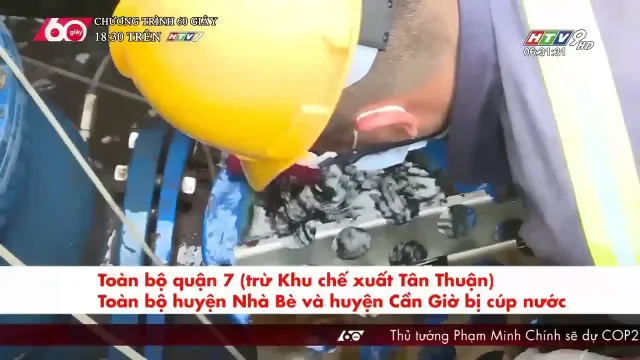 60 giây
CHƯƠNG TRÌNH 60 GIÂY
18:30 TRÊN HTV7
HTV9 HD
06:31:31
Toàn bộ quận 7 (trừ Khu chế xuất Tân Thuận)
Toàn bộ huyện Nhà Bè và huyện Cần Giờ bị cúp nước
60 Thủ tướng Phạm Minh Chính sẽ dự COP2